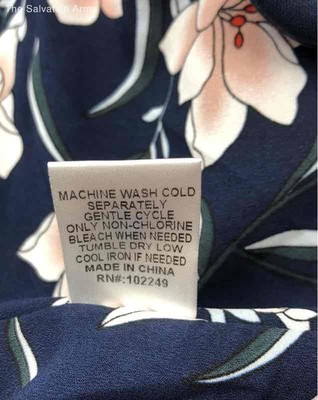 The Salvation Army
MACHINE WASH COLD
SEPARATELY
GENTLE CYCLE
ONLY NON-CHLORINE
BLEACH WHEN NEEDED
TUMBLE DRY LOW
COOL IRON IF NEEDED
MADE IN CHINA
RN#:102249